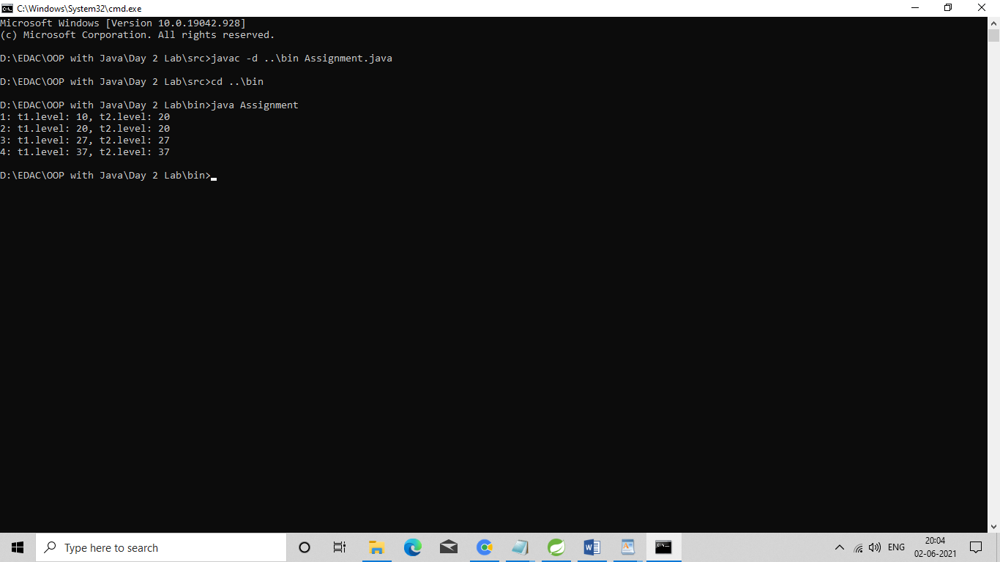 C:\Windows\System32\cmd.exe
Microsoft Windows [Version 10.0.19042.928]
(c) Microsoft Corporation. All rights reserved.
D:\EDAC\OOP with Java\Day 2 Lab\src>javac -d ..\bin Assignment.java
D:\EDAC\OOP with Java\Day 2 Lab\src>cd ..\bin
D:\EDAC\OOP with Java\Day 2 Lab\bin>java Assignment
1: t1.level: 10, t2.level: 20
2: t1.level: 20, t2.level: 20
3: t1.level: 27, t2.level: 27
4: t1.level: 37, t2.level: 37
D:\EDAC\OOP with Java\Day 2 Lab\bin>
Type here to search
ENG
20:04
02-06-2021